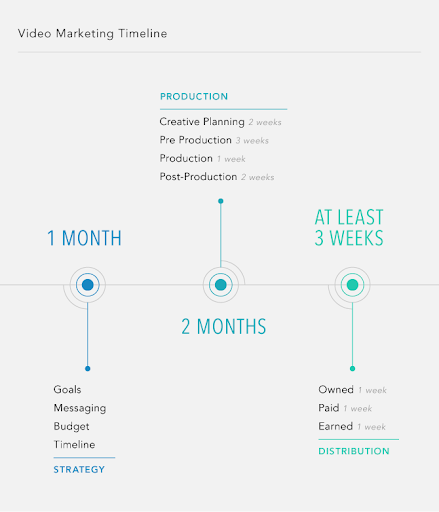 Video Marketing Timeline
PRODUCTION
Creative Planning 2 weeks
Pre Production 3 weeks
Production 1 week
Post-Production 2 weeks
1 MONTH
2 MONTHS
AT LEAST
3 WEEKS
Goals
Messaging
Budget
Timeline
STRATEGY
Owned 1 week
Paid 1 week
Earned 1 week
DISTRIBUTION